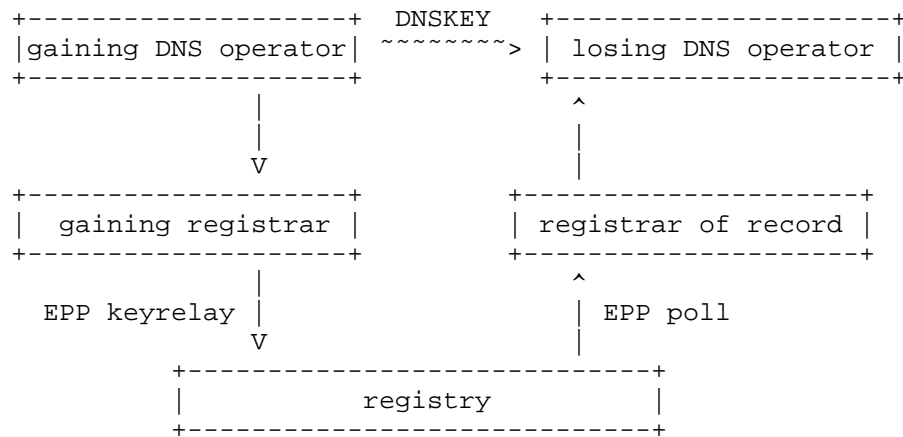 DNSKEY
gaining DNS operator ~~~~~~~~> losing DNS operator
gaining registrar registrar of record
EPP keyrelay EPP poll
registry